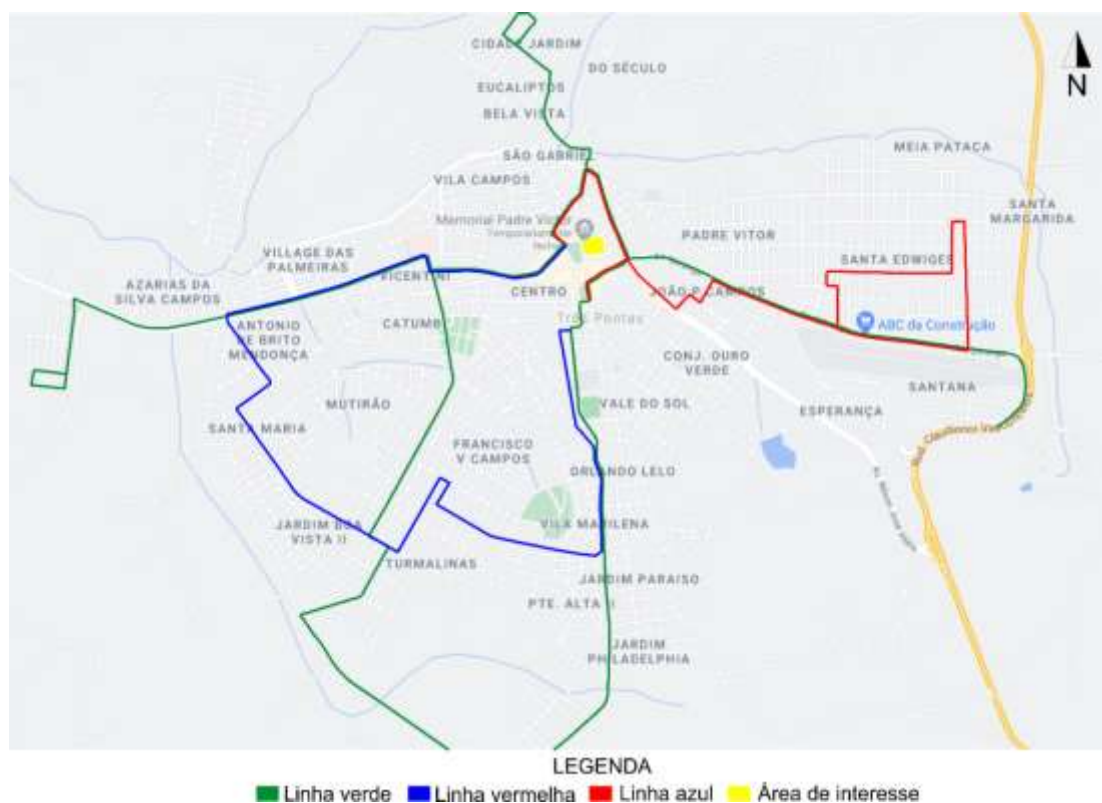 CIDADE JARDIM
DO SÉCULO
N
EUCALIPTOS
BELA VISTA
MEIA PATACA
SÃO GABRIEL
VILA CAMPOS
SANTA
MARGARIDA
Memorial Padre Victor
Temporariamente
PADRE VITOR
VILLAGE DAS
PALMEIRAS
SANTA EDWIGES
VICENTINI
AZARIAS DA
SILVA CAMPOS
CENTRO
JOÃO P. CAMPOS
ANTONIO
DE BRITO
MENDONÇA
CATUMBI
Três Pontas
ABC da Construção
CONJ. OURO
VERDE
SANTANA
MUTIRÃO
VALE DO SOL
ESPERANÇA
SANTA MARIA
FRANCISCO
V CAMPOS
ORLANDO LELO
JARDIM BOA
VISTA II
VILA MARILENA
TURMALINAS
JARDIM PARAISO
PTE. ALTA II
JARDIM
PHILADELPHIA
LEGENDA
Linha verde Linha vermelha Linha azul Área de interesse